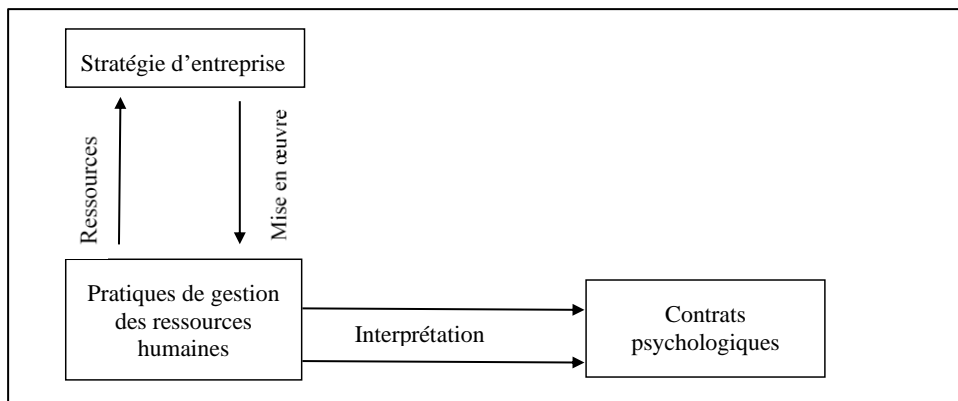 Stratégie d’entreprise
Ressources
Mise en œuvre
Pratiques de gestion
des ressources
humaines
Interprétation
Contrats
psychologiques